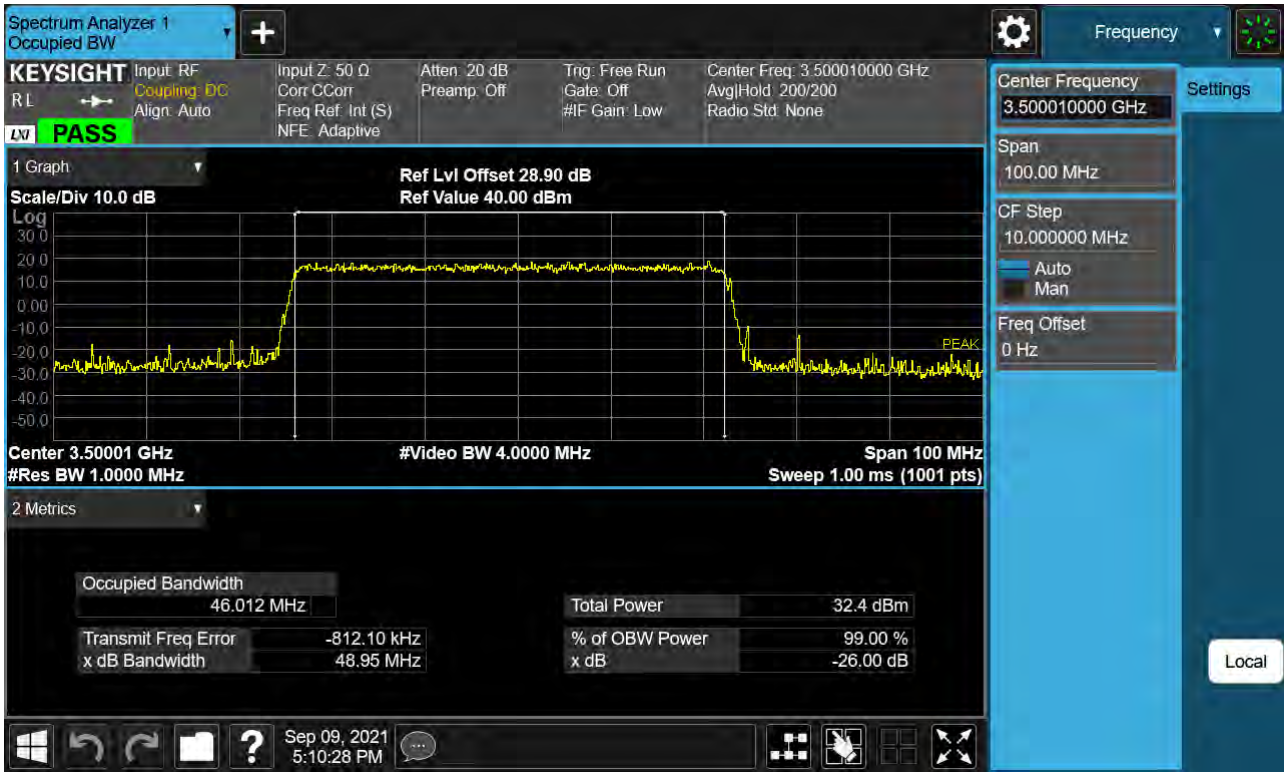 Spectrum Analyzer 1
Occupied BW
Frequency
KEYSIGHT
RL
LXI
PASS
Input: RF
Coupling: DC
Align: Auto
Input Z: 50 Ω
Corr CCorr
Freq Ref: Int (S)
NFE: Adaptive
Atten: 20 dB
Preamp: Off
Trig: Free Run
Gate: Off
#IF Gain: Low
Center Freq: 3.500010000 GHz
Avg|Hold: 200/200
Radio Std: None
Center Frequency
3.500010000 GHz
Settings
Span
100.00 MHz
CF Step
10.000000 MHz
Auto
Man
Freq Offset
0 Hz
Local
1 Graph
Scale/Div 10.0 dB
Ref Lvl Offset 28.90 dB
Ref Value 40.00 dBm
Log
30.0
20.0
10.0
0.00
-10.0
-20.0
-30.0
-40.0
-50.0
PEAK
Center 3.50001 GHz
#Video BW 4.0000 MHz
Span 100 MHz
#Res BW 1.0000 MHz
Sweep 1.00 ms (1001 pts)
2 Metrics
Occupied Bandwidth
46.012 MHz
Total Power 32.4 dBm
Transmit Freq Error -812.10 kHz
% of OBW Power 99.00 %
x dB Bandwidth 48.95 MHz
x dB -26.00 dB
Sep 09, 2021
5:10:28 PM